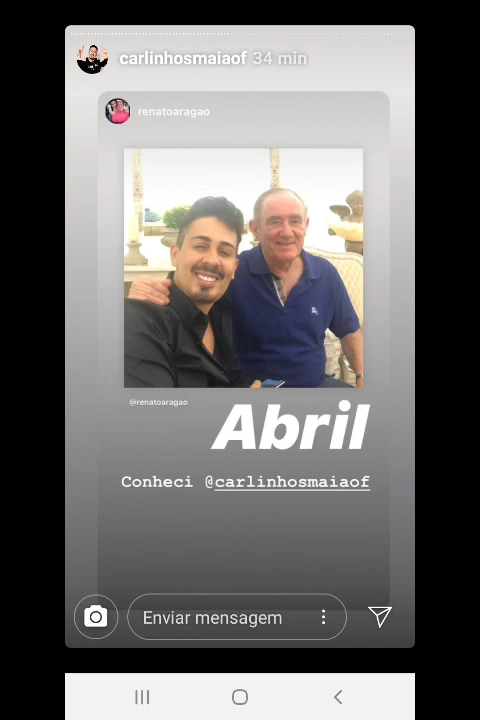 carlinhosmaiaof 34 min
renatoaragao
@renatoaragao
Abril
Conheci @carlinhosmaiaof
Enviar mensagem